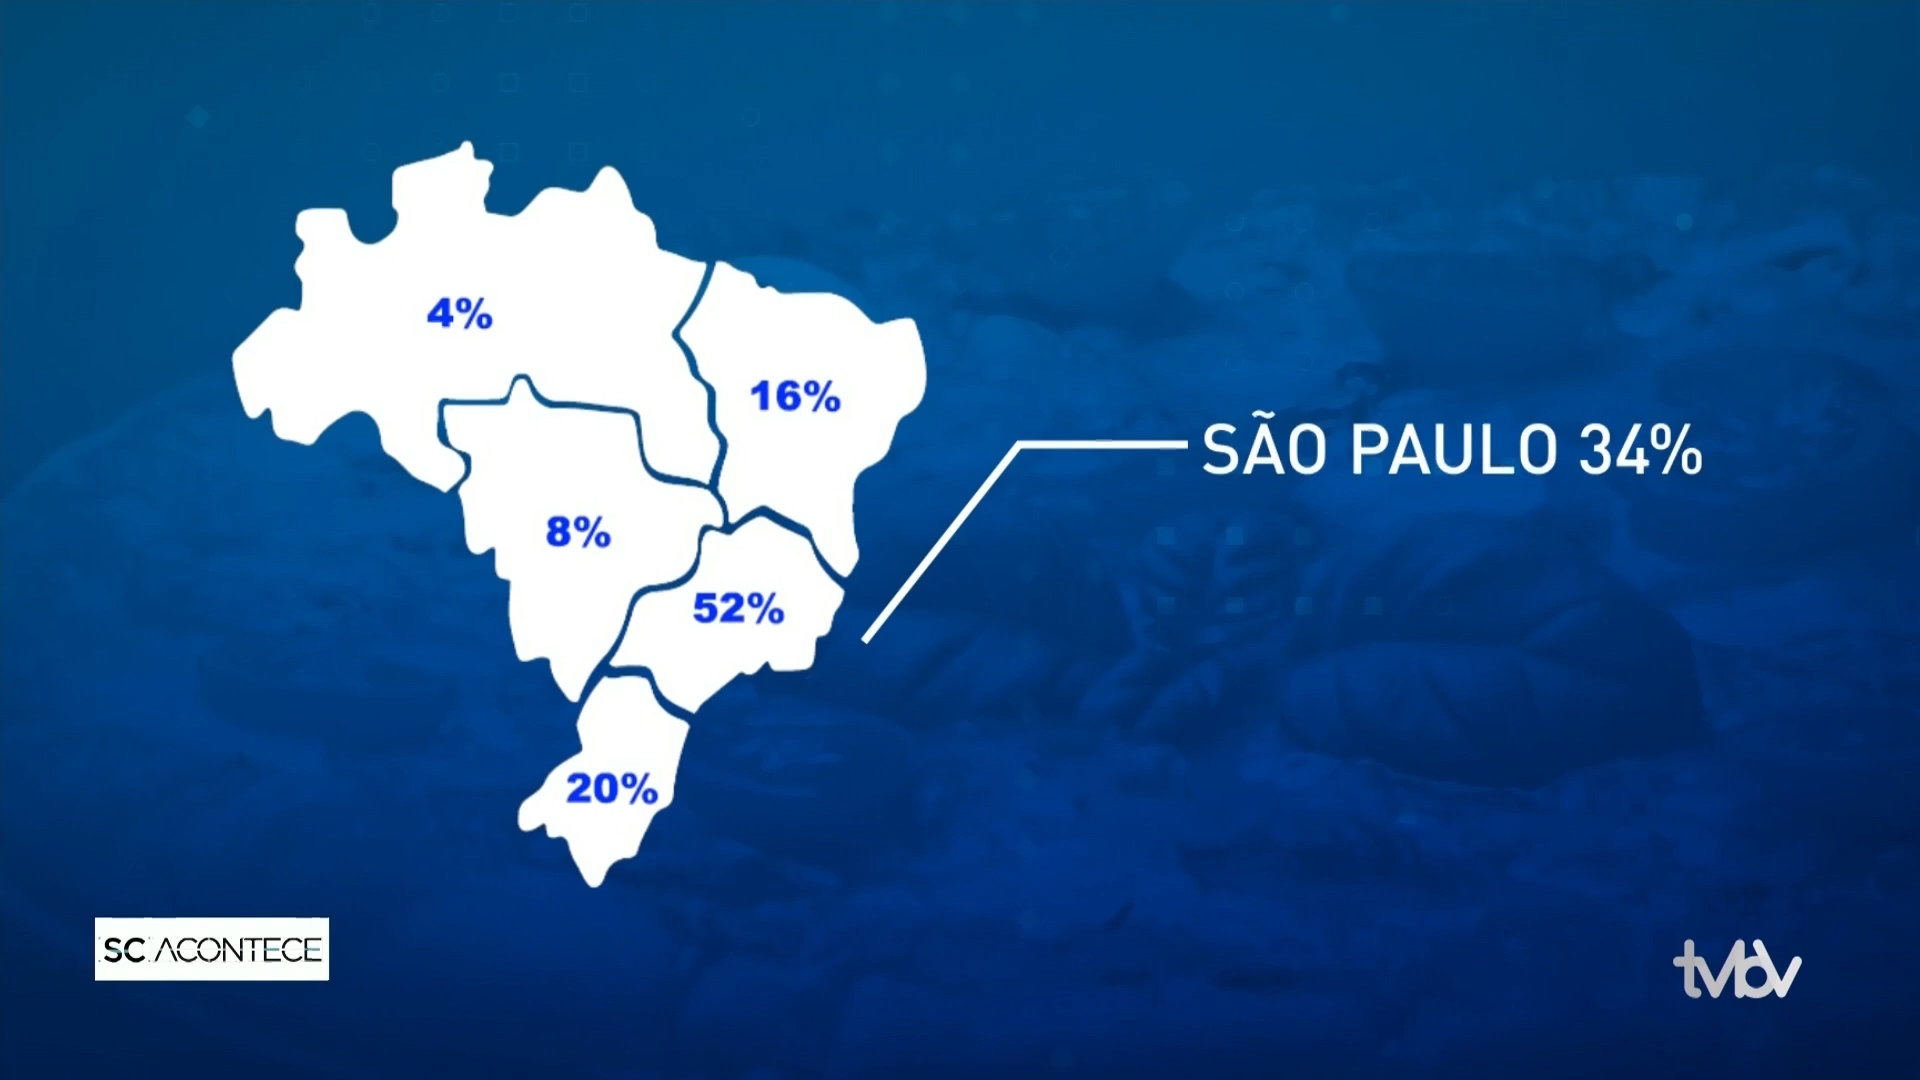 4%
16%
SÃO PAULO 34%
8%
52%
20%
SC ACONTECE
tvbv